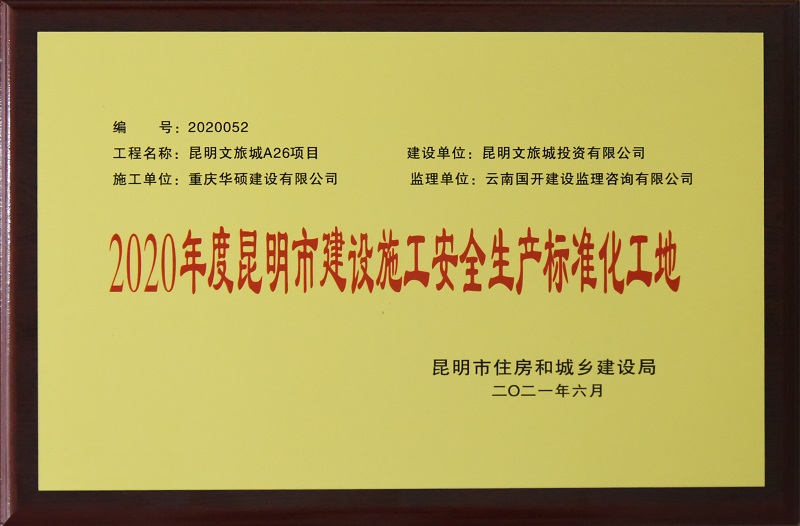 编　　号：2020052
工程名称：昆明文旅城A26项目　　建设单位：昆明文旅城投资有限公司
施工单位：重庆华硕建设有限公司　　监理单位：云南国开建设监理咨询有限公司
2020年度昆明市建设施工安全生产标准化工地
昆明市住房和城乡建设局
二〇二一年六月